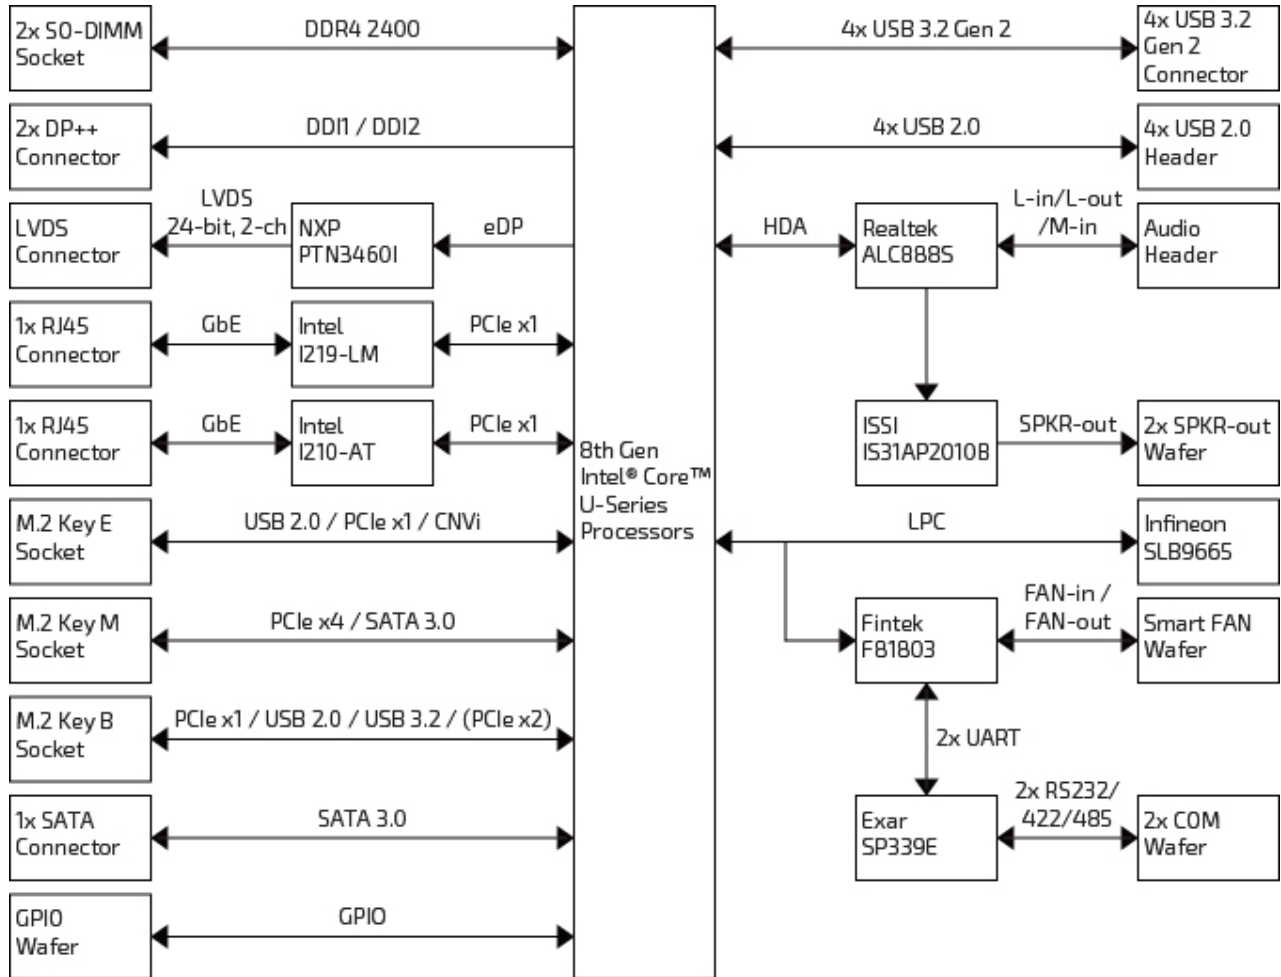 2x SO-DIMM
Socket
DDR4 2400
4x USB 3.2 Gen 2
4x USB 3.2
Gen 2
Connector
2x DP++
Connector
DDI1 / DDI2
4x USB 2.0
4x USB 2.0
Header
LVDS
Connector
LVDS
24-bit, 2-ch
NXP
PTN3460I
eDP
HDA
Realtek
ALC888S
L-in/L-out
/M-in
Audio
Header
1x RJ45
Connector
GbE
Intel
I219-LM
PCIe x1
1x RJ45
Connector
GbE
Intel
I210-AT
PCIe x1
8th Gen
Intel® Core™
U-Series
Processors
ISSI
IS31AP2010B
SPKR-out
2x SPKR-out
Wafer
M.2 Key E
Socket
USB 2.0 / PCIe x1 / CNVi
LPC
Infineon
SLB9665
M.2 Key M
Socket
PCIe x4 / SATA 3.0
Fintek
F81803
FAN-in /
FAN-out
Smart FAN
Wafer
M.2 Key B
Socket
PCIe x1 / USB 2.0 / USB 3.2 / (PCIe x2)
2x UART
1x SATA
Connector
SATA 3.0
Exar
SP339E
2x RS232/
422/485
2x COM
Wafer
GPIO
Wafer
GPIO